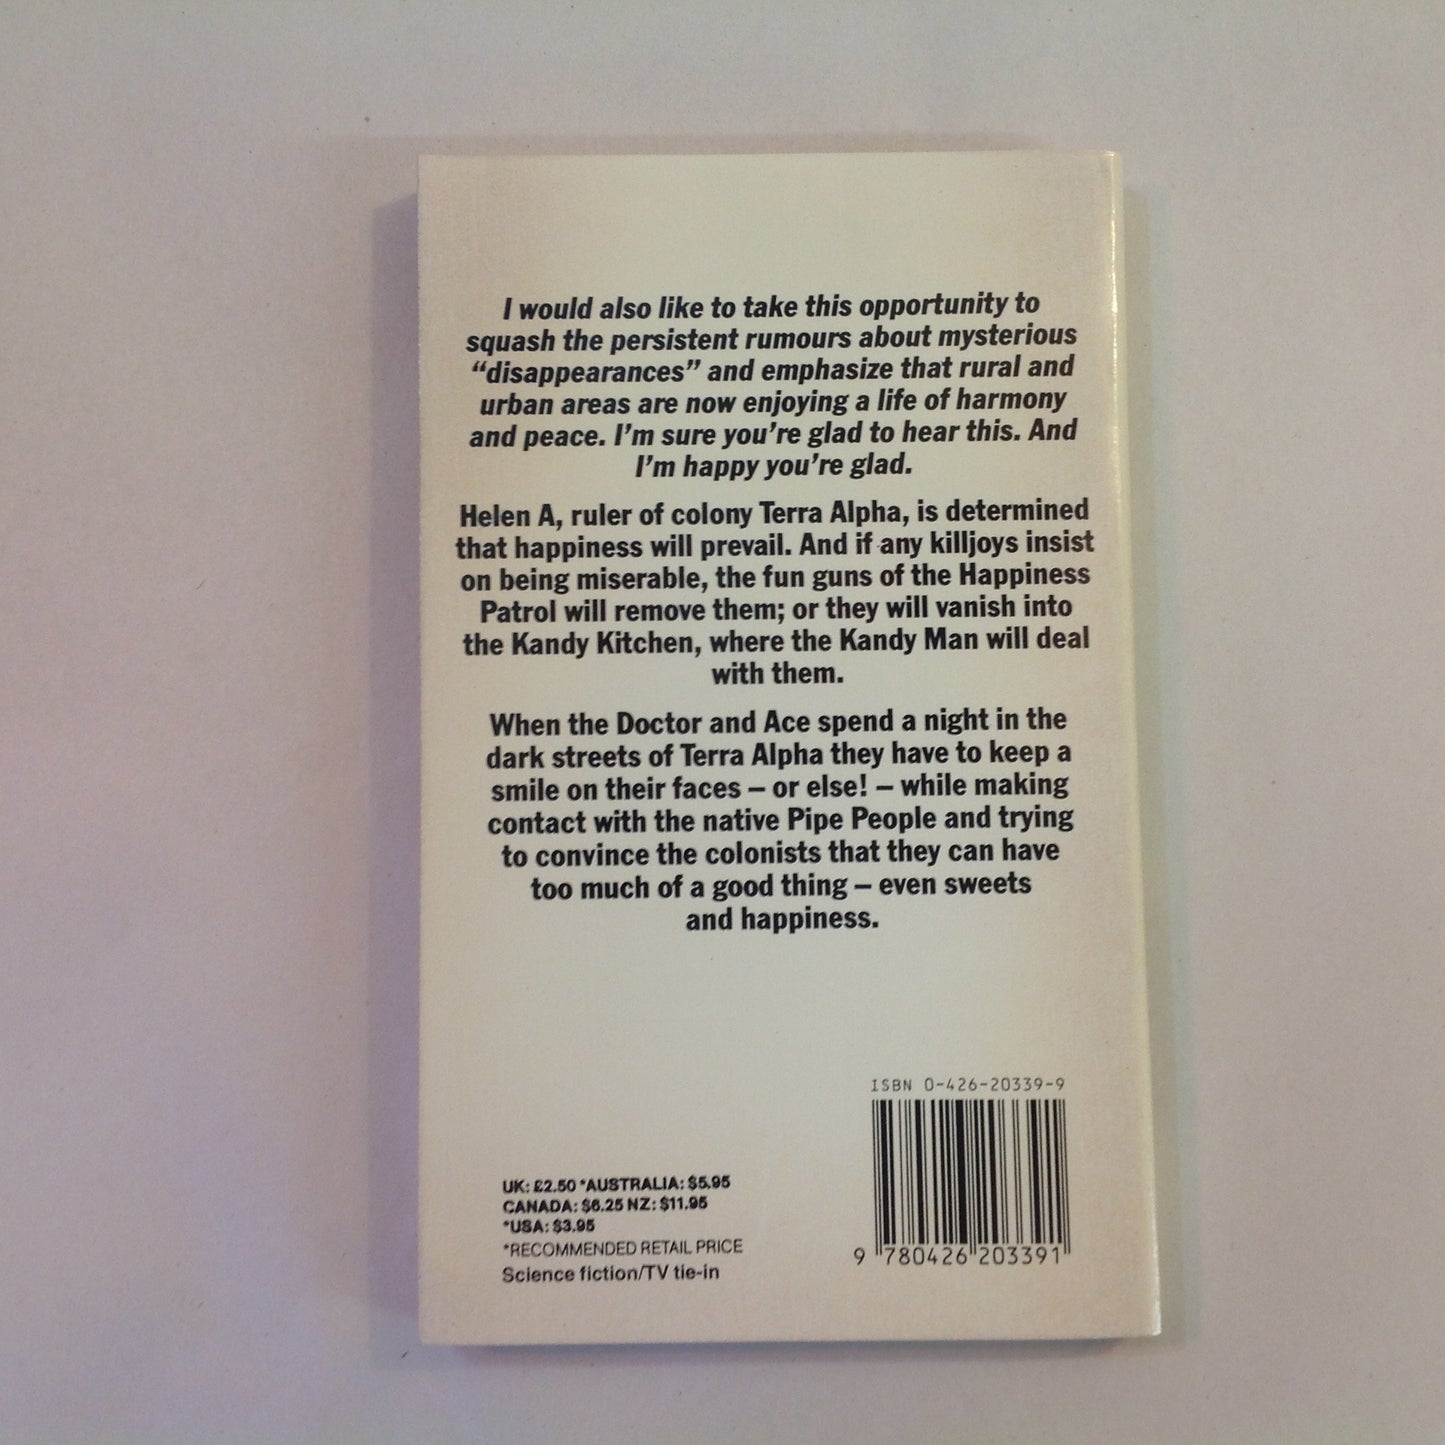 I would also like to take this opportunity to
squash the persistent rumours about mysterious
“disappearances” and emphasize that rural and
urban areas are now enjoying a life of harmony
and peace. I’m sure you’re glad to hear this. And
I’m happy you’re glad.
Helen A, ruler of colony Terra Alpha, is determined
that happiness will prevail. And if any killjoys insist
on being miserable, the fun guns of the Happiness
Patrol will remove them; or they will vanish into
the Kandy Kitchen, where the Kandy Man will deal
with them.
When the Doctor and Ace spend a night in the
dark streets of Terra Alpha they have to keep a
smile on their faces – or else! – while making
contact with the native Pipe People and trying
to convince the colonists that they can have
too much of a good thing – even sweets
and happiness.
ISBN 0-426-20339-9
9 780426 203391
UK: £2.50 *AUSTRALIA: $5.95
CANADA: $6.25 NZ: $11.95
*USA: $3.95
*RECOMMENDED RETAIL PRICE
Science fiction/TV tie-in